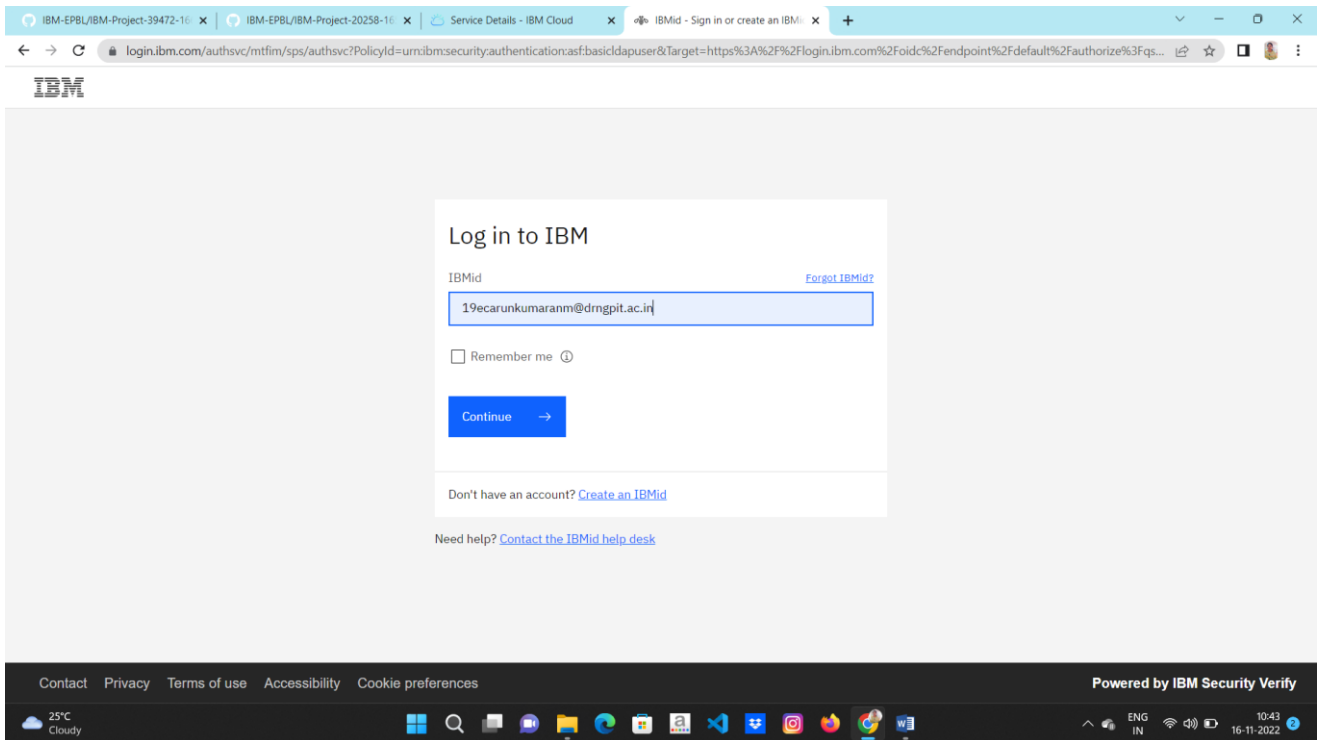 IBM-EPBL/IBM-Project-39472-16
IBM-EPBL/IBM-Project-20258-16
Service Details - IBM Cloud
IBMid - Sign in or create an IBMi
login.ibm.com/authsvc/mtfim/sps/authsvc?PolicyId=urn:ibm:security:authentication:asf:basicldapuser&Target=https%3A%2F%2Flogin.ibm.com%2Foidc%2Fendpoint%2Fdefault%2Fauthorize%3Fqs...
IBM
Log in to IBM
IBMid
Forgot IBMid?
19ecarunkumaranm@drngpit.ac.in
Remember me
Continue →
Don't have an account? Create an IBMid
Need help? Contact the IBMid help desk
Contact Privacy Terms of use Accessibility Cookie preferences
Powered by IBM Security Verify
25°C
Cloudy
ENG
IN
10:43
16-11-2022
2